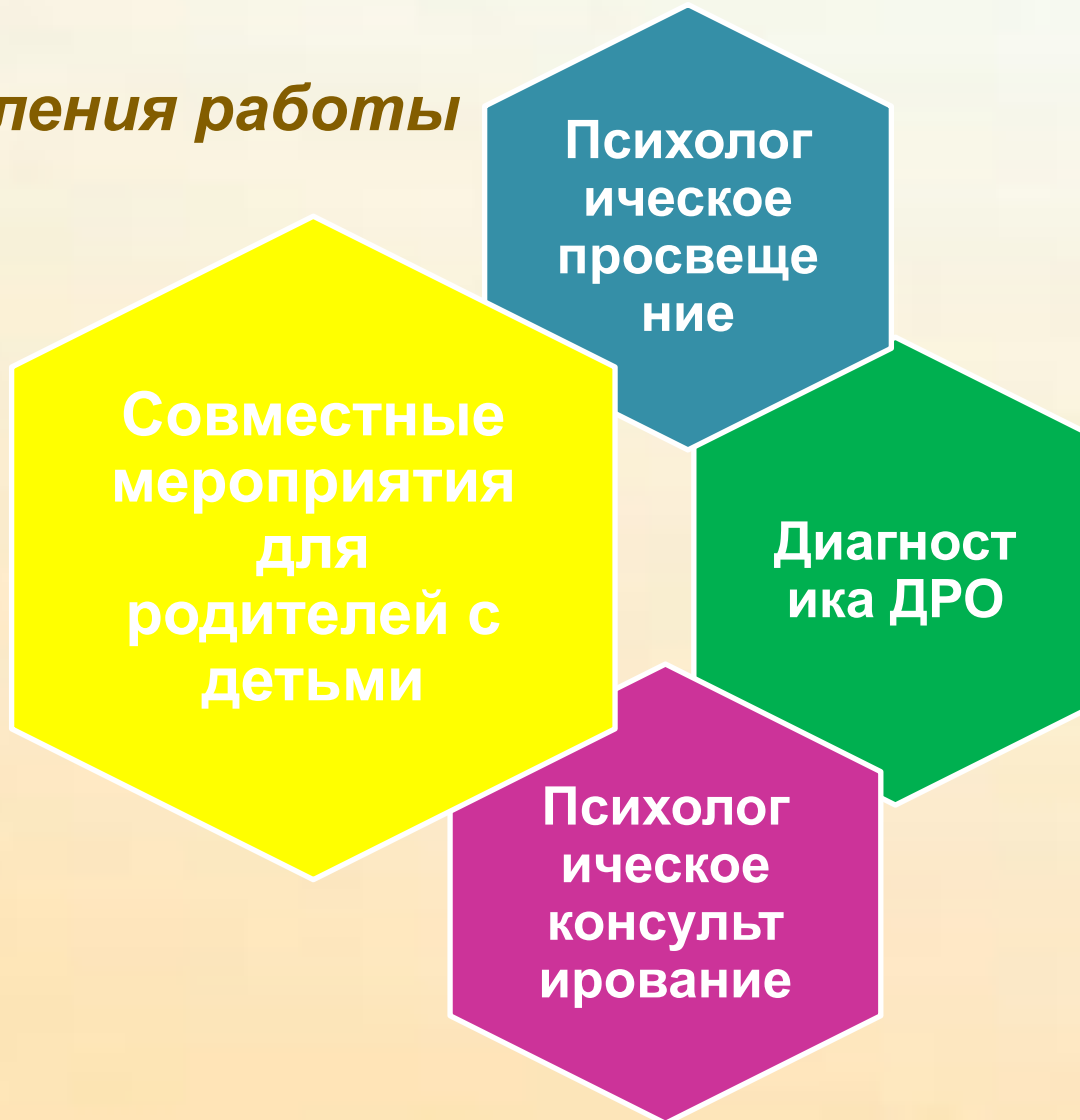 ления работы
Психолог
ическое
просвеще
ние
Совместные
мероприятия
для
родителей с
детьми
Диагност
ика ДРО
Психолог
ическое
консульт
ирование